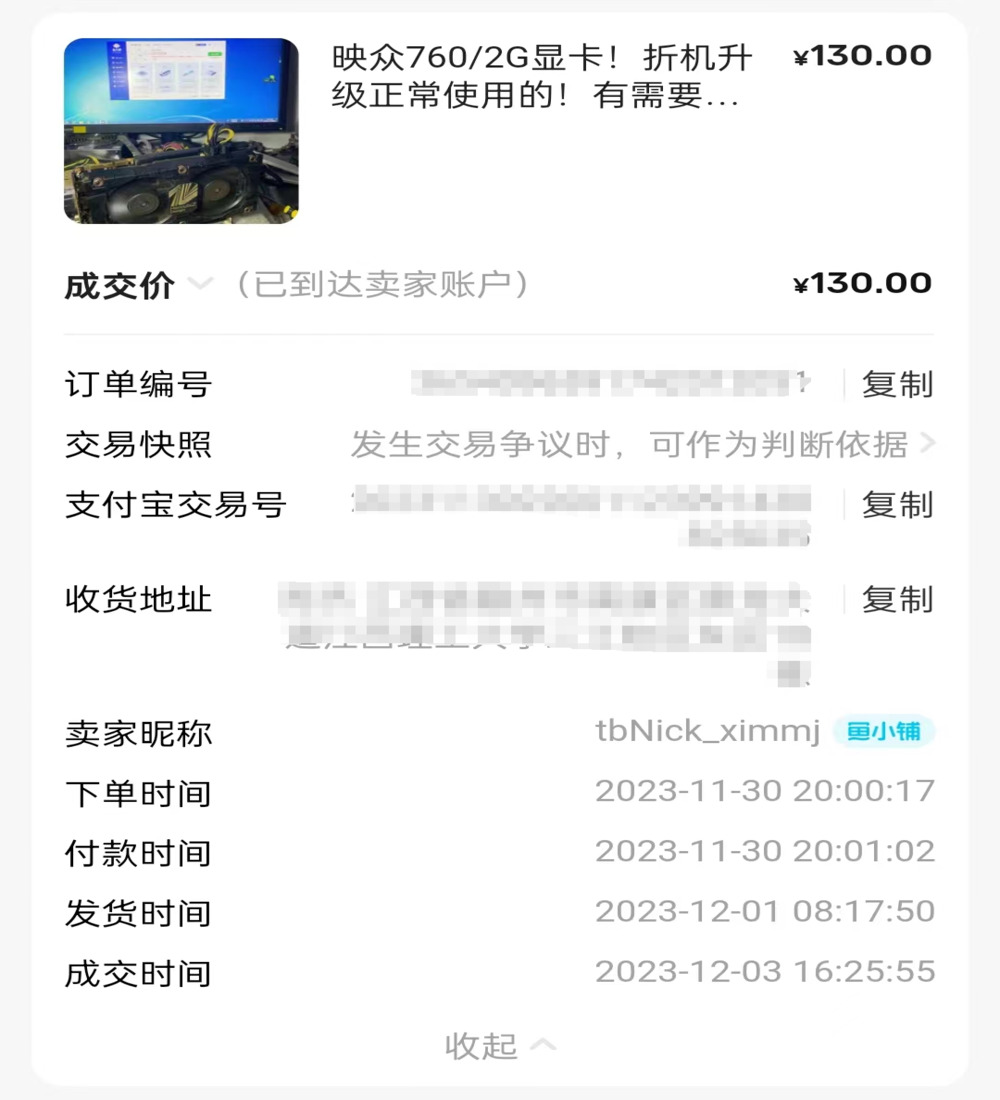 映众760/2G显卡！折机升
¥130.00
级正常使用的！有需要...
成交价
（已到达卖家账户）
¥130.00
订单编号
复制
交易快照
发生交易争议时，可作为判断依据
支付宝交易号
复制
收货地址
复制
卖家昵称
tbNick_ximmj
鱼小铺
下单时间
2023-11-30 20:00:17
付款时间
2023-11-30 20:01:02
发货时间
2023-12-01 08:17:50
成交时间
2023-12-03 16:25:55
收起